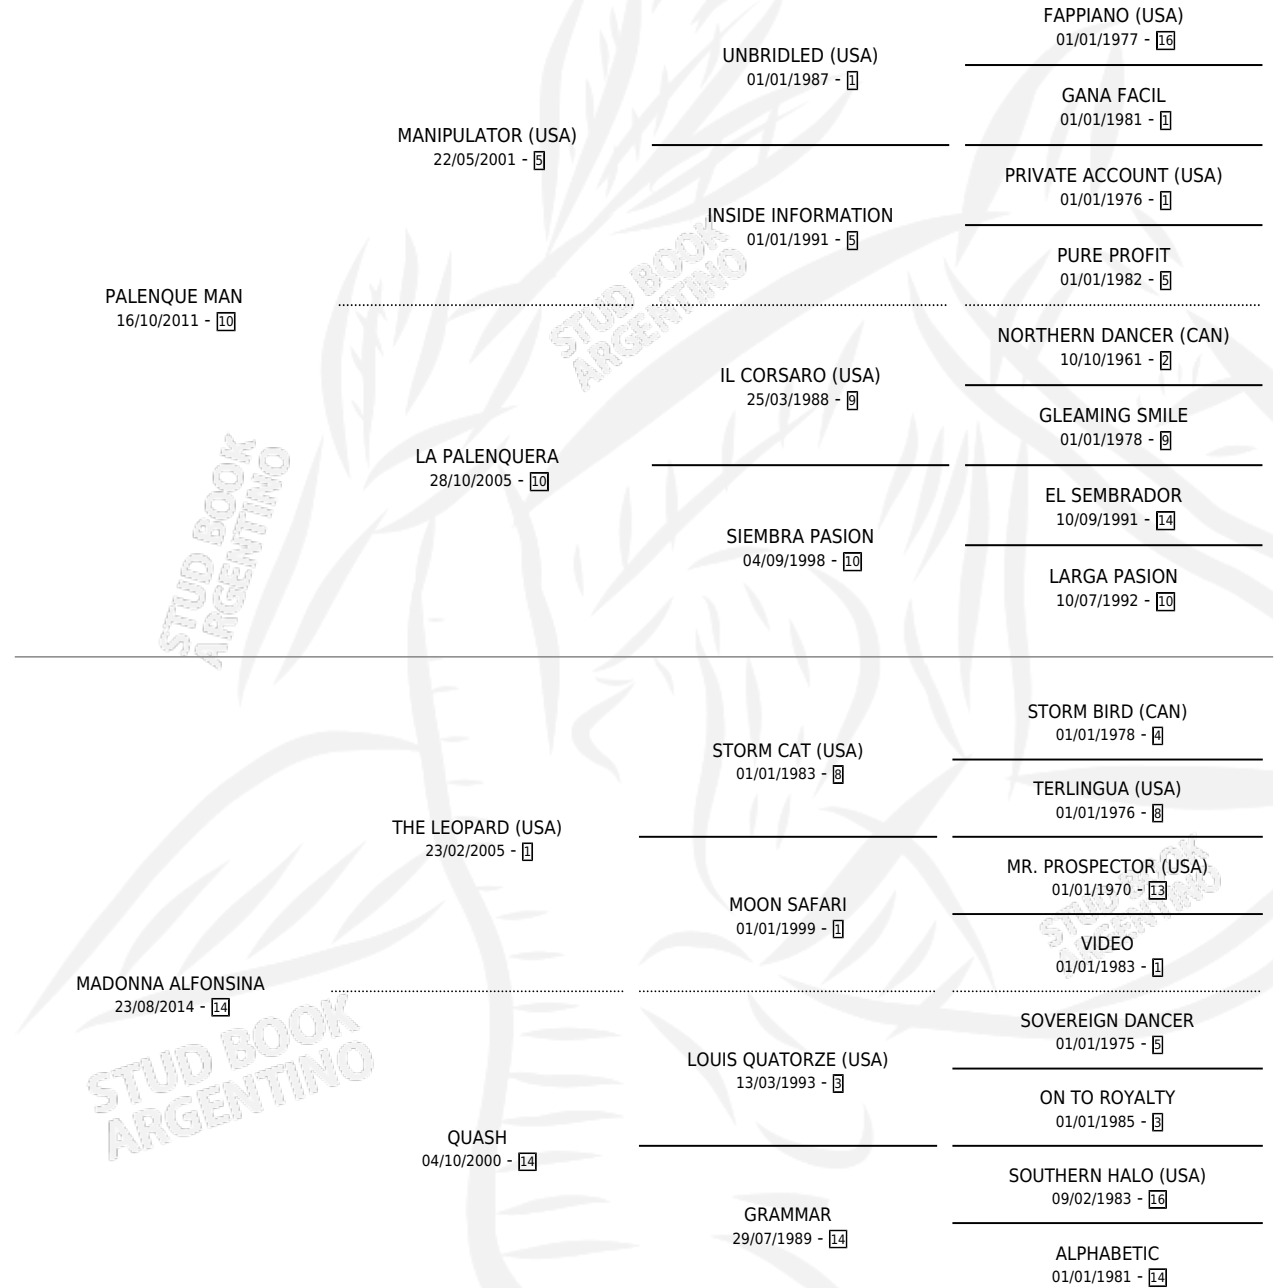 FAPPIANO (USA)
01/01/1977 - 16
UNBRIDLED (USA)
01/01/1987 - 1
GANA FACIL
01/01/1981 - 1
MANIPULATOR (USA)
22/05/2001 - 5
PRIVATE ACCOUNT (USA)
01/01/1976 - 1
INSIDE INFORMATION
01/01/1991 - 5
PURE PROFIT
01/01/1982 - 5
PALENQUE MAN
16/10/2011 - 10
NORTHERN DANCER (CAN)
10/10/1961 - 2
IL CORSARO (USA)
25/03/1988 - 9
GLEAMING SMILE
01/01/1978 - 9
LA PALENQUERA
28/10/2005 - 10
EL SEMBRADOR
10/09/1991 - 14
SIEMBRA PASION
04/09/1998 - 10
LARGA PASION
10/07/1992 - 10
STORM BIRD (CAN)
01/01/1978 - 4
STORM CAT (USA)
01/01/1983 - 8
TERLINGUA (USA)
01/01/1976 - 8
THE LEOPARD (USA)
23/02/2005 - 1
MR. PROSPECTOR (USA)
01/01/1970 - 13
MOON SAFARI
01/01/1999 - 1
VIDEO
01/01/1983 - 1
MADONNA ALFONSINA
23/08/2014 - 14
SOVEREIGN DANCER
01/01/1975 - 5
LOUIS QUATORZE (USA)
13/03/1993 - 3
ON TO ROYALTY
01/01/1985 - 3
QUASH
04/10/2000 - 14
SOUTHERN HALO (USA)
09/02/1983 - 16
GRAMMAR
29/07/1989 - 14
ALPHABETIC
01/01/1981 - 14
STUD BOOK
ARGENTINO
STUD BOOK
ARGENTINO
STUD BOOK
ARGENTINO
STUD BOOK
ARGENTINO